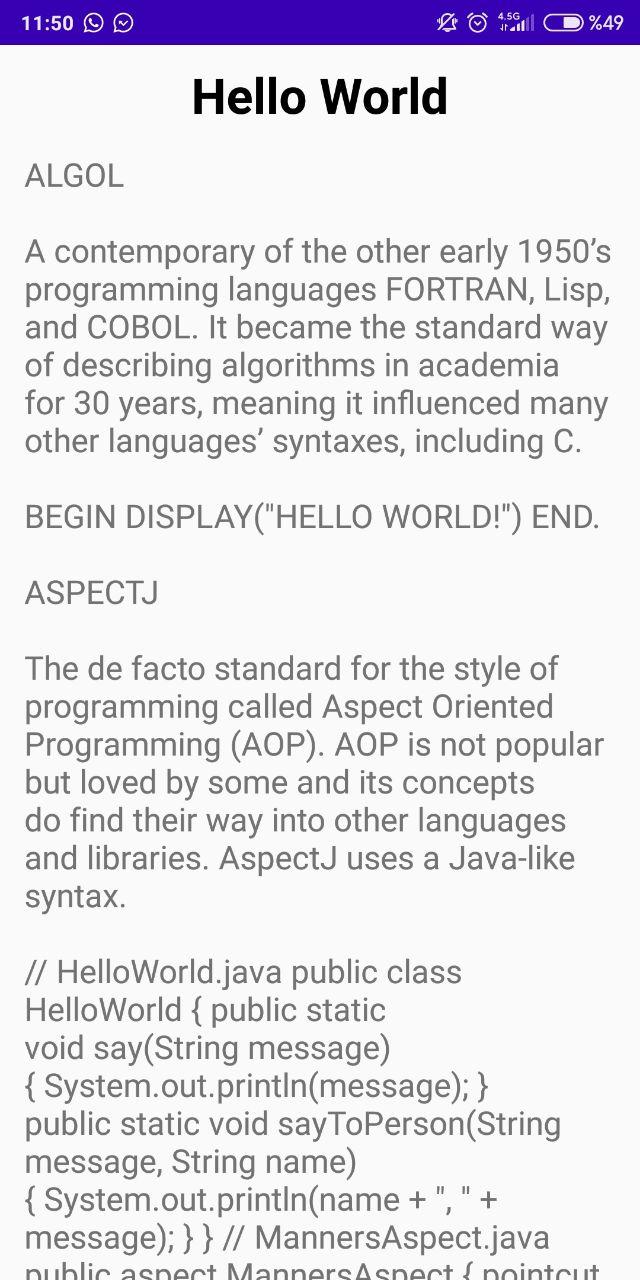 11:50 4.5G %49
Hello World
ALGOL
A contemporary of the other early 1950’s
programming languages FORTRAN, Lisp,
and COBOL. It became the standard way
of describing algorithms in academia
for 30 years, meaning it influenced many
other languages’ syntaxes, including C.
BEGIN DISPLAY("HELLO WORLD!") END.
ASPECTJ
The de facto standard for the style of
programming called Aspect Oriented
Programming (AOP). AOP is not popular
but loved by some and its concepts
do find their way into other languages
and libraries. AspectJ uses a Java-like
syntax.
// HelloWorld.java public class
HelloWorld { public static
void say(String message)
{ System.out.println(message); }
public static void sayToPerson(String
message, String name)
{ System.out.println(name + ", " +
message); } } // MannersAspect.java
public aspect MannersAspect { pointcut